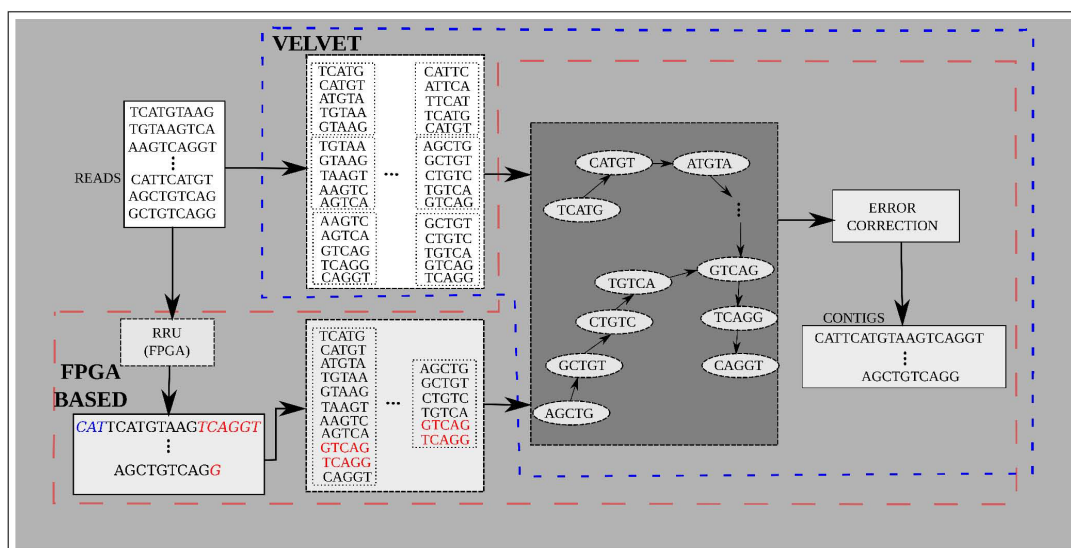 VELVET
READS
TCATGTAAG
TGTAAGTCA
AAGTCAGGT
CATTCATGT
AGCTGTCAG
GCTGTCAGG
TCATG
CATGT
ATGTA
TGTAA
GTAAG
TGTAA
GTAAG
TAAGT
AAGTC
AGTCA
AAGTC
AGTCA
GTCAG
TCAGG
CAGGT
...
CATTC
ATTCA
TTCAT
TCATG
CATGT
AGCTG
GCTGT
CTGTC
TGTCA
GTCAG
GCTGT
CTGTC
TGTCA
GTCAG
TCAGG
RRU
(FPGA)
FPGA
BASED
CATTCATGTAAGTCAGGT
AGCTGTCAGG
TCATG
CATGT
ATGTA
TGTAA
GTAAG
TAAGT
AAGTC
AGTCA
GTCAG
TCAGG
CAGGT
...
AGCTG
GCTGT
CTGTC
TGTCA
GTCAG
TCAGG
CATGT
ATGTA
TCATG
GTCAG
TGTCA
CTGTC
TCAGG
GCTGT
CAGGT
AGCTG
ERROR
CORRECTION
CONTIGS
CATTCATGTAAGTCAGGT
AGCTGTCAGG